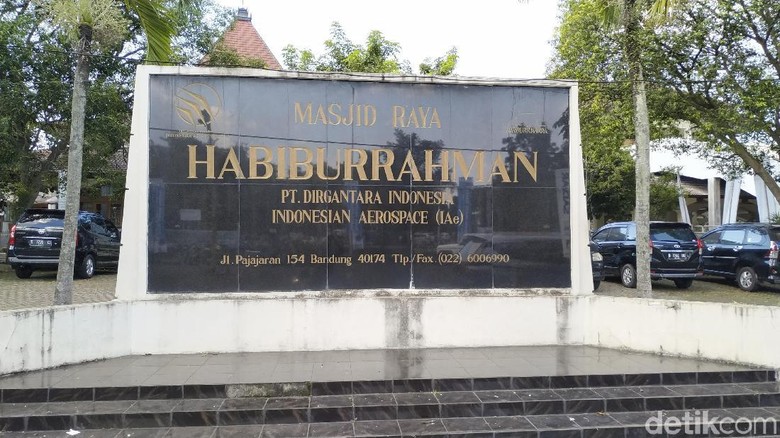 MASJID RAYA
HABIBURRAHMAN
PT. DIRGANTARA INDONESIA
INDONESIAN AEROSPACE (IAe)
Jl. Pajajaran 154 Bandung 40174 Tlp./Fax. (022) 6006990
detikcom